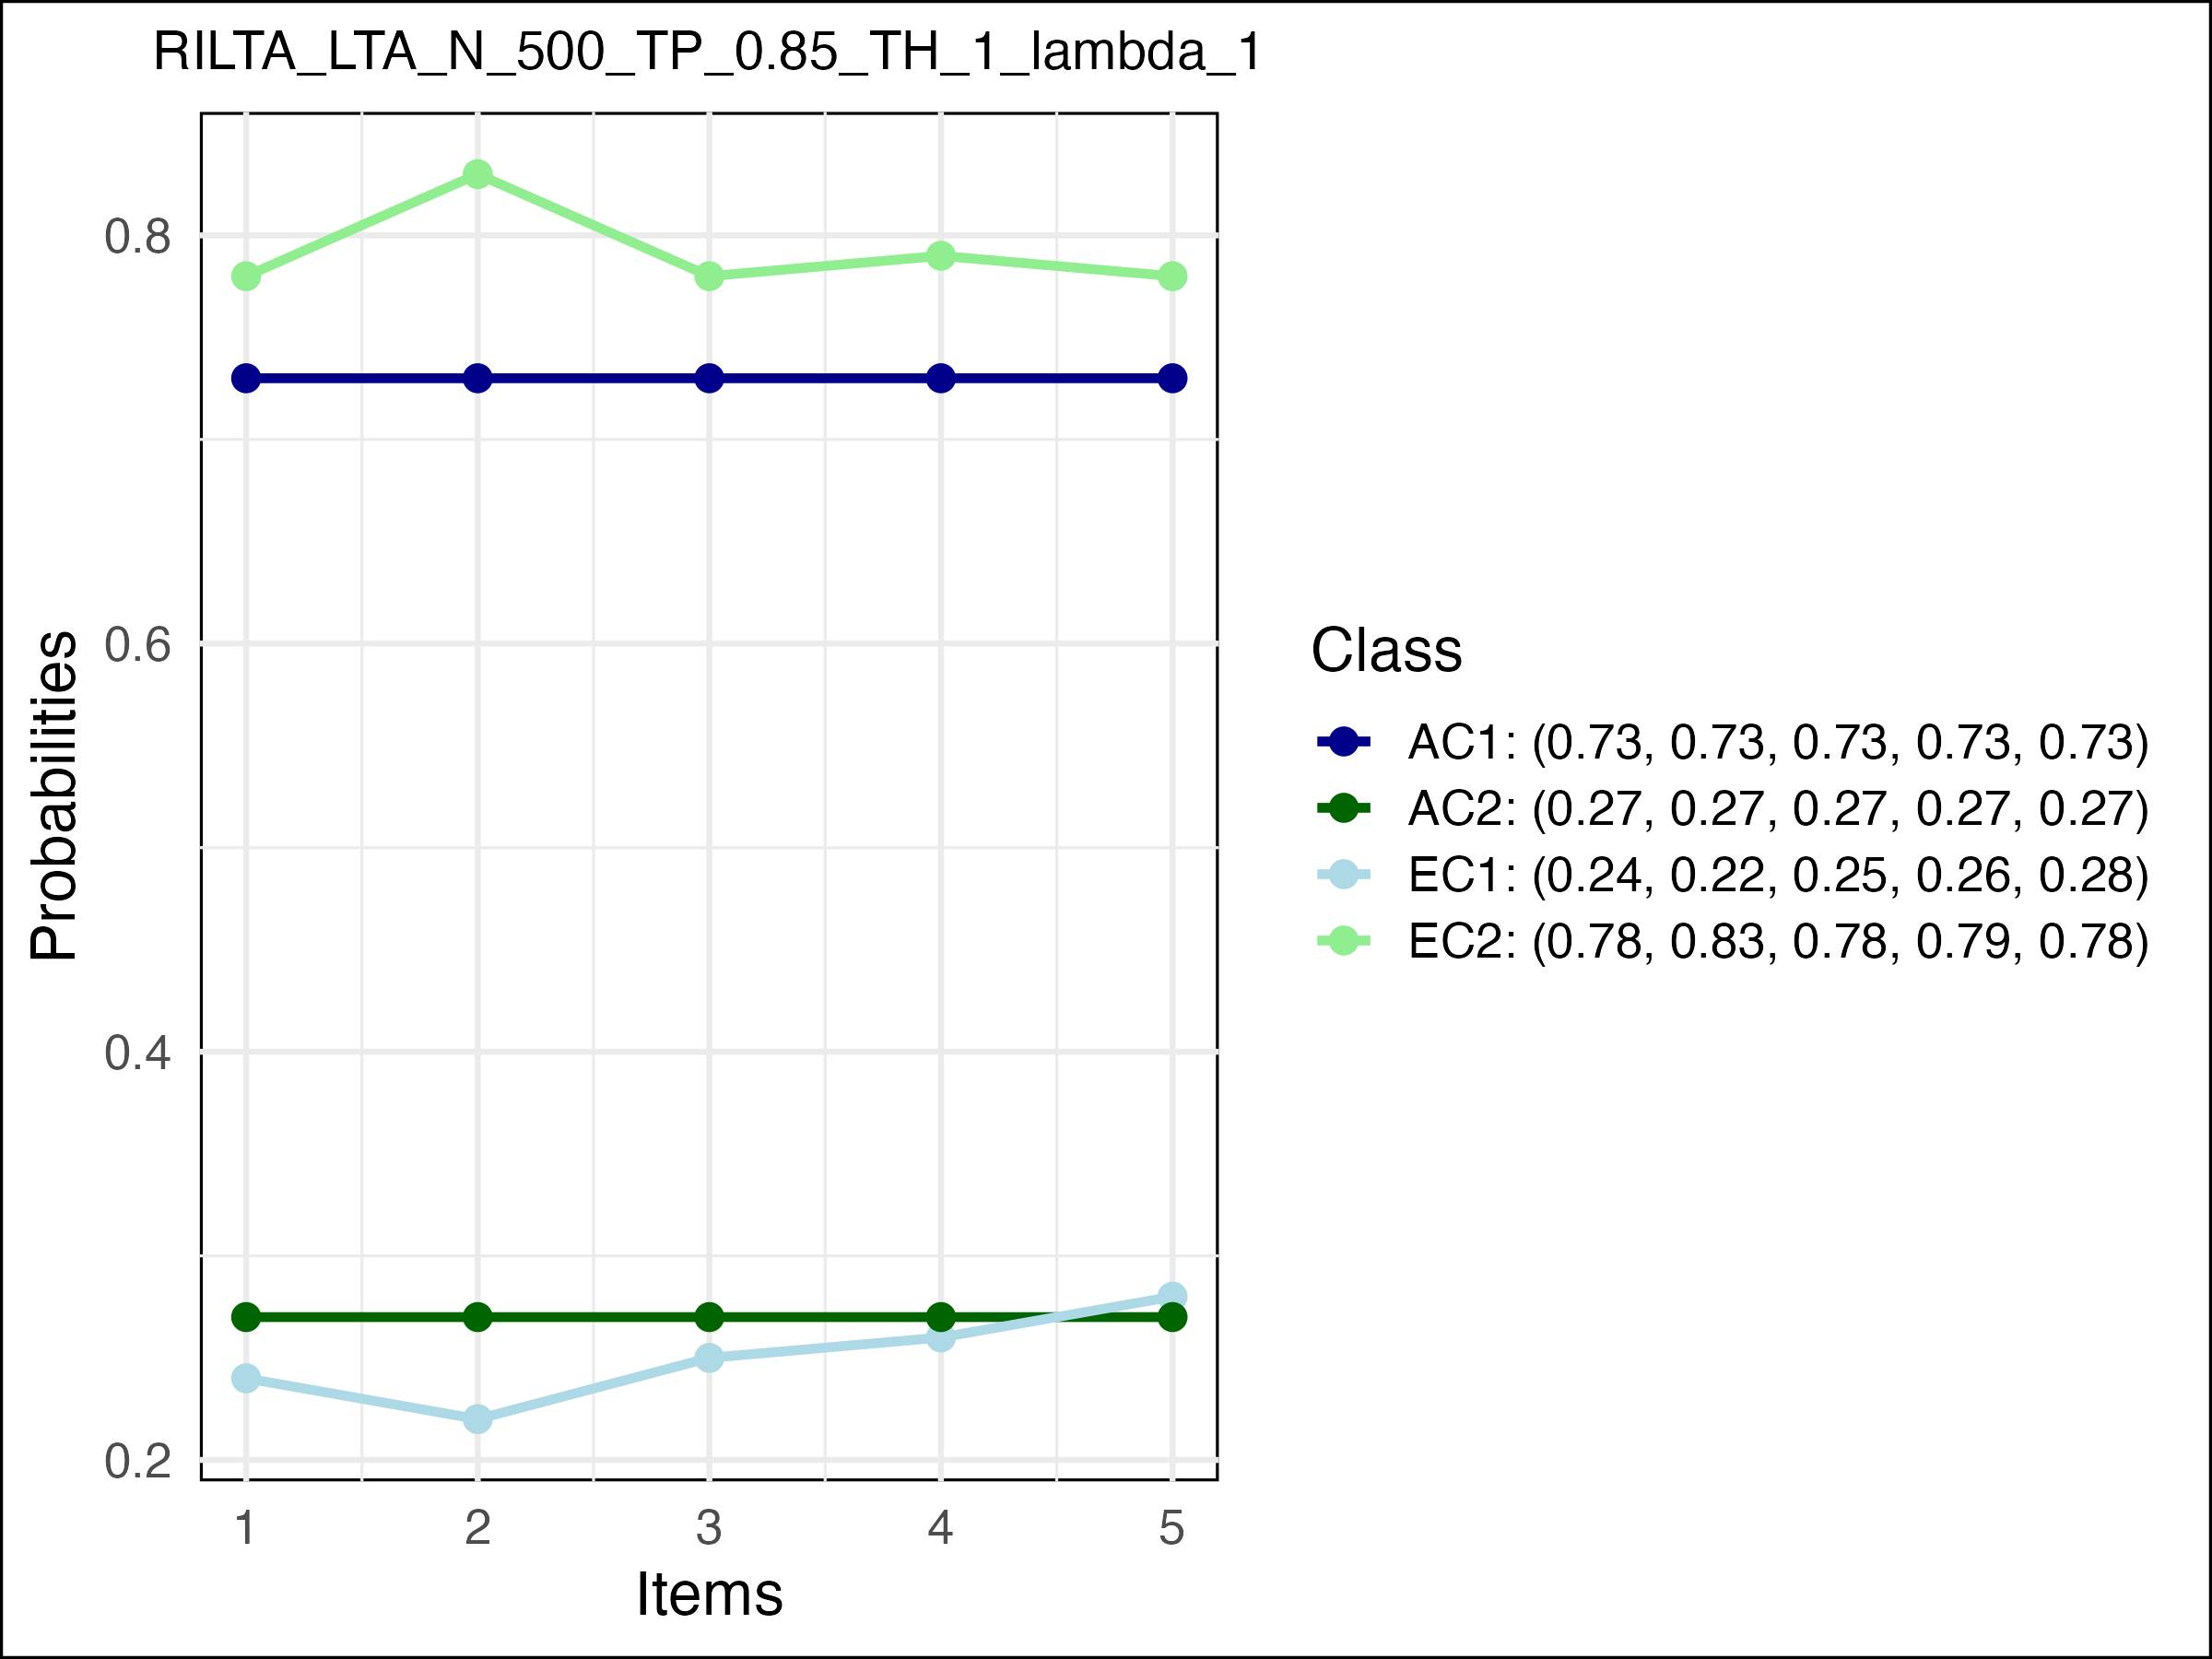 RILTA_LTA_N_500_TP_0.85_TH_1_lambda_1
Probabilities
0.8
0.6
0.4
0.2
1 2 3 4 5
Items
Class
AC1: (0.73, 0.73, 0.73, 0.73, 0.73)
AC2: (0.27, 0.27, 0.27, 0.27, 0.27)
EC1: (0.24, 0.22, 0.25, 0.26, 0.28)
EC2: (0.78, 0.83, 0.78, 0.79, 0.78)